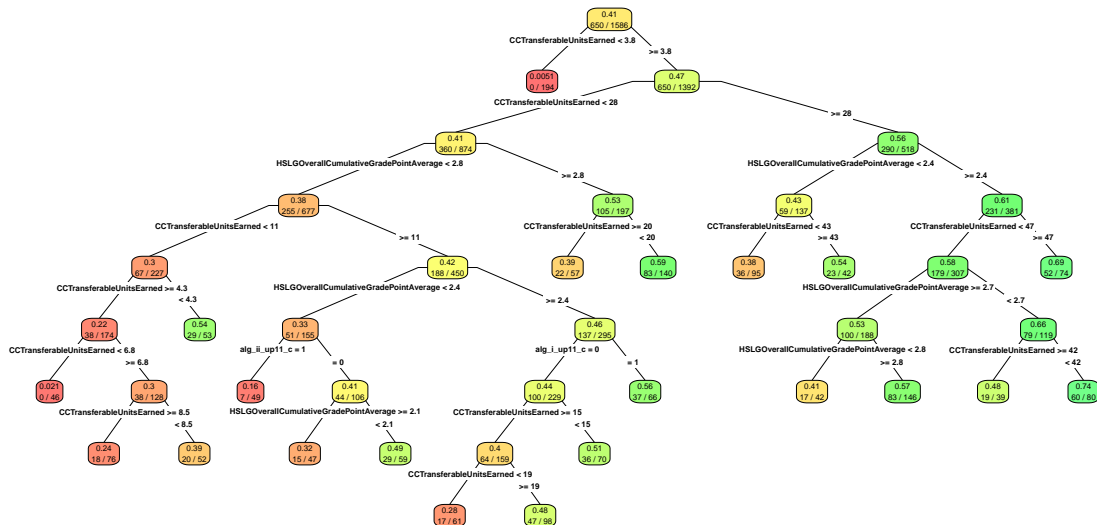 0.41
650 / 1586
CCTransferableUnitsEarned < 3.8
>= 3.8
0.0051
0 / 194
0.47
650 / 1392
CCTransferableUnitsEarned < 28
>= 28
0.41
360 / 874
0.56
290 / 518
HSLGOverallCumulativeGradePointAverage < 2.8
>= 2.8
HSLGOverallCumulativeGradePointAverage < 2.4
>= 2.4
0.38
255 / 677
0.53
105 / 197
0.43
59 / 137
0.61
231 / 381
CCTransferableUnitsEarned < 11
>= 11
CCTransferableUnitsEarned >= 20
< 20
CCTransferableUnitsEarned < 43
>= 43
CCTransferableUnitsEarned < 47
>= 47
0.3
67 / 227
0.42
188 / 450
0.39
22 / 57
0.59
83 / 140
0.38
36 / 95
0.54
23 / 42
0.58
179 / 307
0.69
52 / 74
CCTransferableUnitsEarned >= 4.3
< 4.3
HSLGOverallCumulativeGradePointAverage < 2.4
>= 2.4
HSLGOverallCumulativeGradePointAverage >= 2.7
< 2.7
0.22
38 / 174
0.54
29 / 53
0.33
51 / 155
0.46
137 / 295
0.53
100 / 188
0.66
79 / 119
CCTransferableUnitsEarned < 6.8
>= 6.8
alg_ii_up11_c = 1
= 0
alg_i_up11_c = 0
= 1
HSLGOverallCumulativeGradePointAverage < 2.8
>= 2.8
CCTransferableUnitsEarned >= 42
< 42
0.021
0 / 46
0.3
38 / 128
0.16
7 / 49
0.41
44 / 106
0.44
100 / 229
0.56
37 / 66
0.41
17 / 42
0.57
83 / 146
0.48
19 / 39
0.74
60 / 80
CCTransferableUnitsEarned >= 8.5
< 8.5
HSLGOverallCumulativeGradePointAverage >= 2.1
< 2.1
CCTransferableUnitsEarned >= 15
< 15
0.24
18 / 76
0.39
20 / 52
0.32
15 / 47
0.49
29 / 59
0.4
64 / 159
0.51
36 / 70
CCTransferableUnitsEarned < 19
>= 19
0.28
17 / 61
0.48
47 / 98